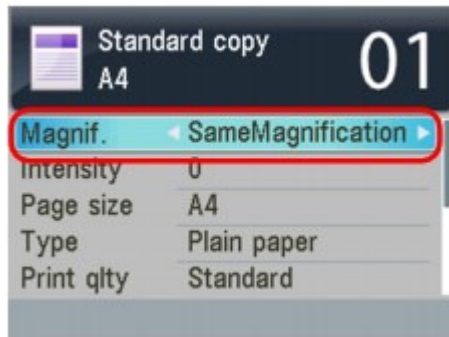 Standard copy
A4
01
Magnif. SameMagnification
Intensity 0
Page size A4
Type Plain paper
Print qlty Standard